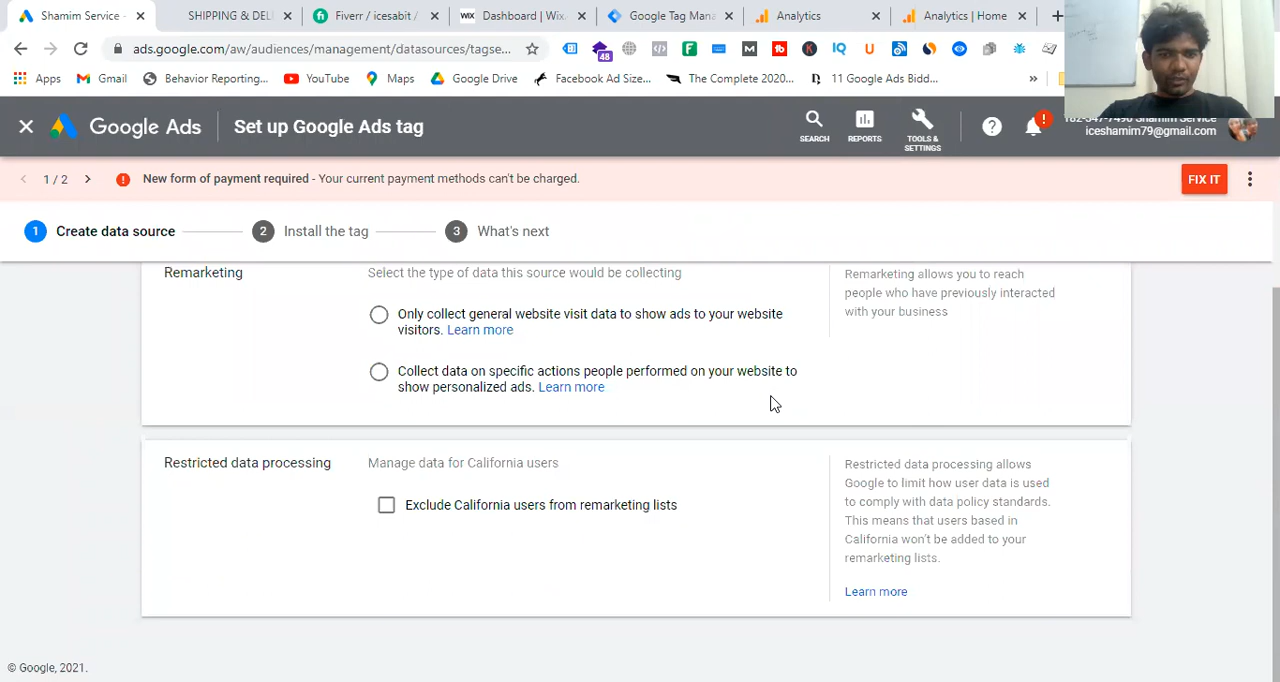 Shamim Service -
SHIPPING & DEL
Fiverr / icesabit /
WIX
Dashboard | Wix.
Google Tag Mana
Analytics
Analytics | Home
ads.google.com/aw/audiences/management/datasources/tagse...
48
Apps
Gmail
Behavior Reporting...
YouTube
Maps
Google Drive
Facebook Ad Size...
The Complete 2020...
11 Google Ads Bidd...
»
Google Ads
Set up Google Ads tag
SEARCH
REPORTS
TOOLS &
SETTINGS
iceshamim79@gmail.com
1 / 2
New form of payment required - Your current payment methods can't be charged.
FIX IT
1 Create data source
2 Install the tag
3 What's next
Remarketing
Select the type of data this source would be collecting
Only collect general website visit data to show ads to your website
visitors. Learn more
Collect data on specific actions people performed on your website to
show personalized ads. Learn more
Remarketing allows you to reach
people who have previously interacted
with your business
Restricted data processing
Manage data for California users
Exclude California users from remarketing lists
Restricted data processing allows
Google to limit how user data is used
to comply with data policy standards.
This means that users based in
California won't be added to your
remarketing lists.
Learn more
© Google, 2021.